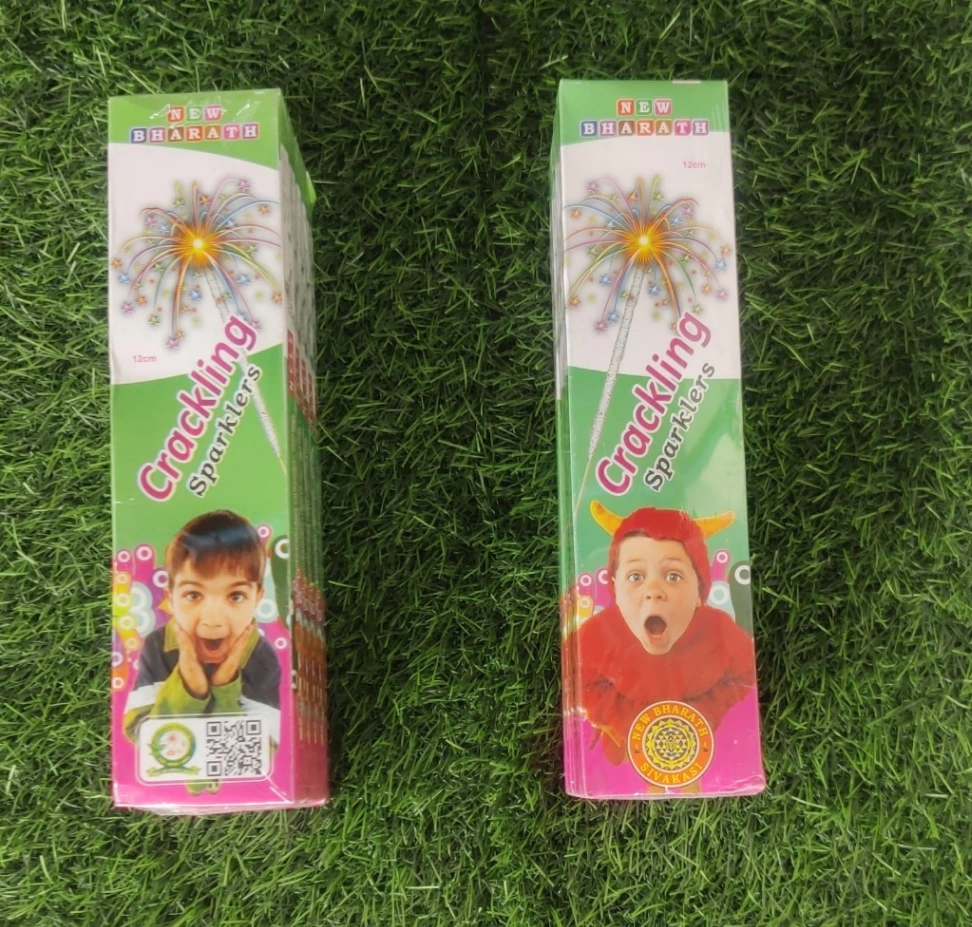 NEW
BHARATH
12cm
Crackling
Sparklers
NEW
BHARATH
12cm
Crackling
Sparklers
NEW BHARATH
SIVAKASI